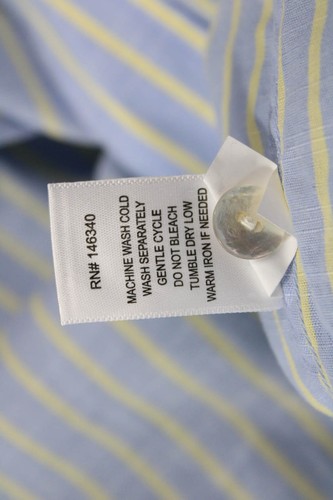 RN# 146340
MACHINE WASH COLD
WASH SEPARATELY
GENTLE CYCLE
DO NOT BLEACH
TUMBLE DRY LOW
WARM IRON IF NEEDED